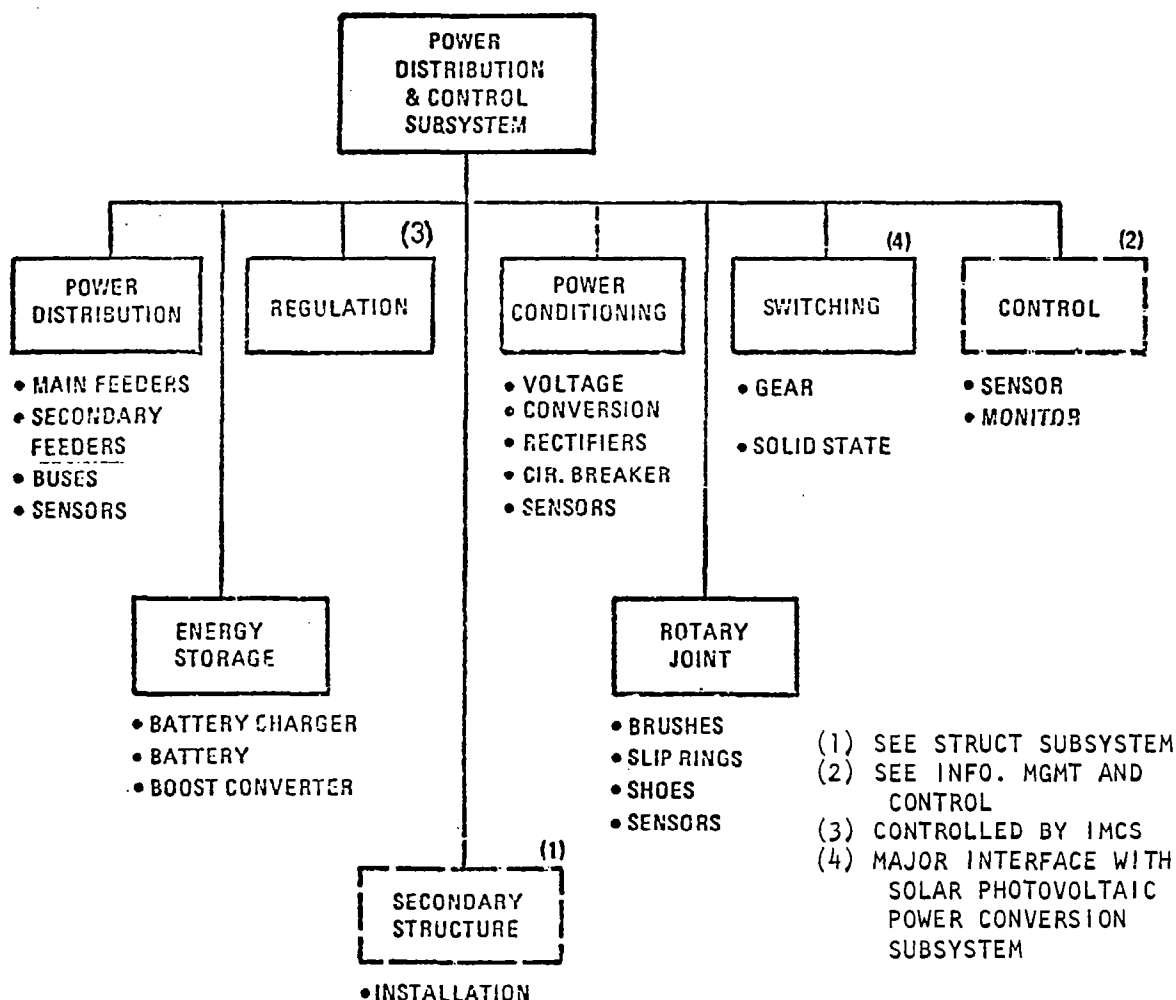 POWER
DISTRIBUTION
& CONTROL
SUBSYSTEM
(3)
(4)
(2)
POWER
DISTRIBUTION
REGULATION
POWER
CONDITIONING
SWITCHING
CONTROL
• MAIN FEEDERS
• SECONDARY
FEEDERS
• BUSES
• SENSORS
• VOLTAGE
• CONVERSION
• RECTIFIERS
• CIR. BREAKER
• SENSORS
• GEAR
• SOLID STATE
• SENSOR
• MONITOR
ENERGY
STORAGE
• BATTERY CHARGER
• BATTERY
• BOOST CONVERTER
ROTARY
JOINT
• BRUSHES
• SLIP RINGS
• SHOES
• SENSORS
(1)
SECONDARY
STRUCTURE
• INSTALLATION
(1) SEE STRUCT SUBSYSTEM
(2) SEE INFO. MGMT AND
CONTROL
(3) CONTROLLED BY IMCS
(4) MAJOR INTERFACE WITH
SOLAR PHOTOVOLTAIC
POWER CONVERSION
SUBSYSTEM